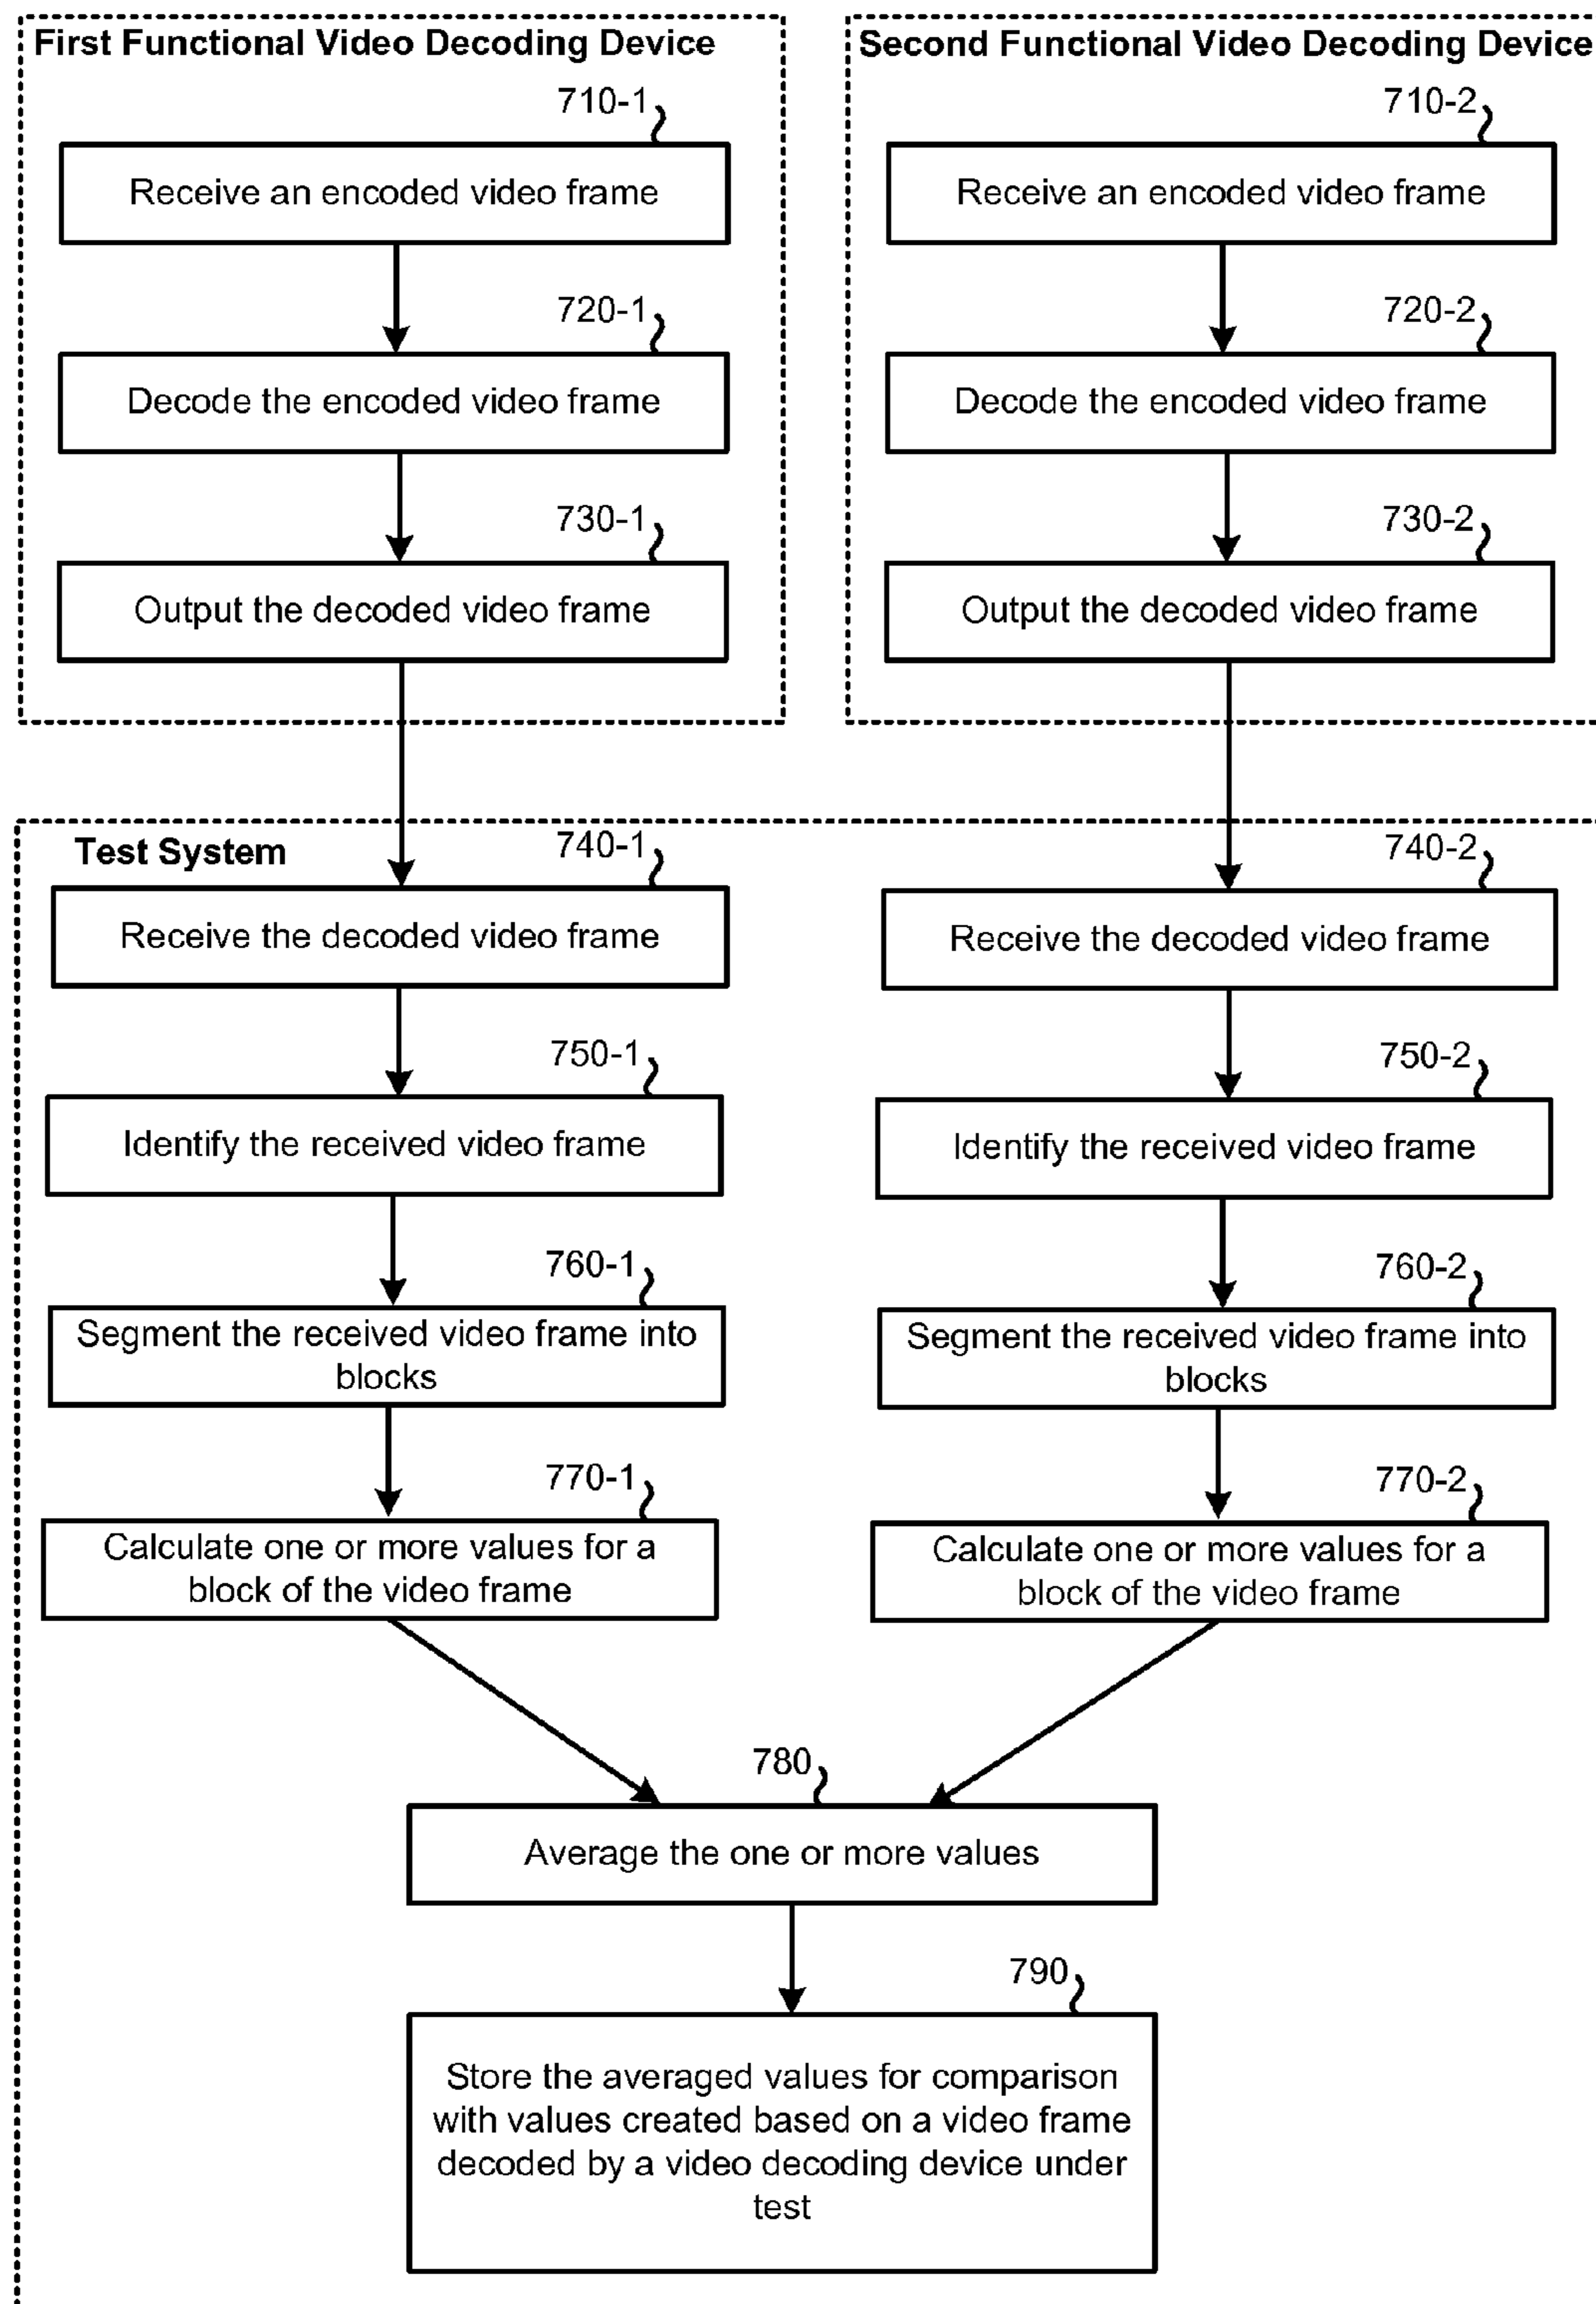 First Functional Video Decoding Device
710-1
Receive an encoded video frame
720-1
Decode the encoded video frame
730-1
Output the decoded video frame
Second Functional Video Decoding Device
710-2
Receive an encoded video frame
720-2
Decode the encoded video frame
730-2
Output the decoded video frame
Test System
740-1
Receive the decoded video frame
750-1
Identify the received video frame
760-1
Segment the received video frame into
blocks
770-1
Calculate one or more values for a
block of the video frame
740-2
Receive the decoded video frame
750-2
Identify the received video frame
760-2
Segment the received video frame into
blocks
770-2
Calculate one or more values for a
block of the video frame
780
Average the one or more values
790
Store the averaged values for comparison
with values created based on a video frame
decoded by a video decoding device under
test